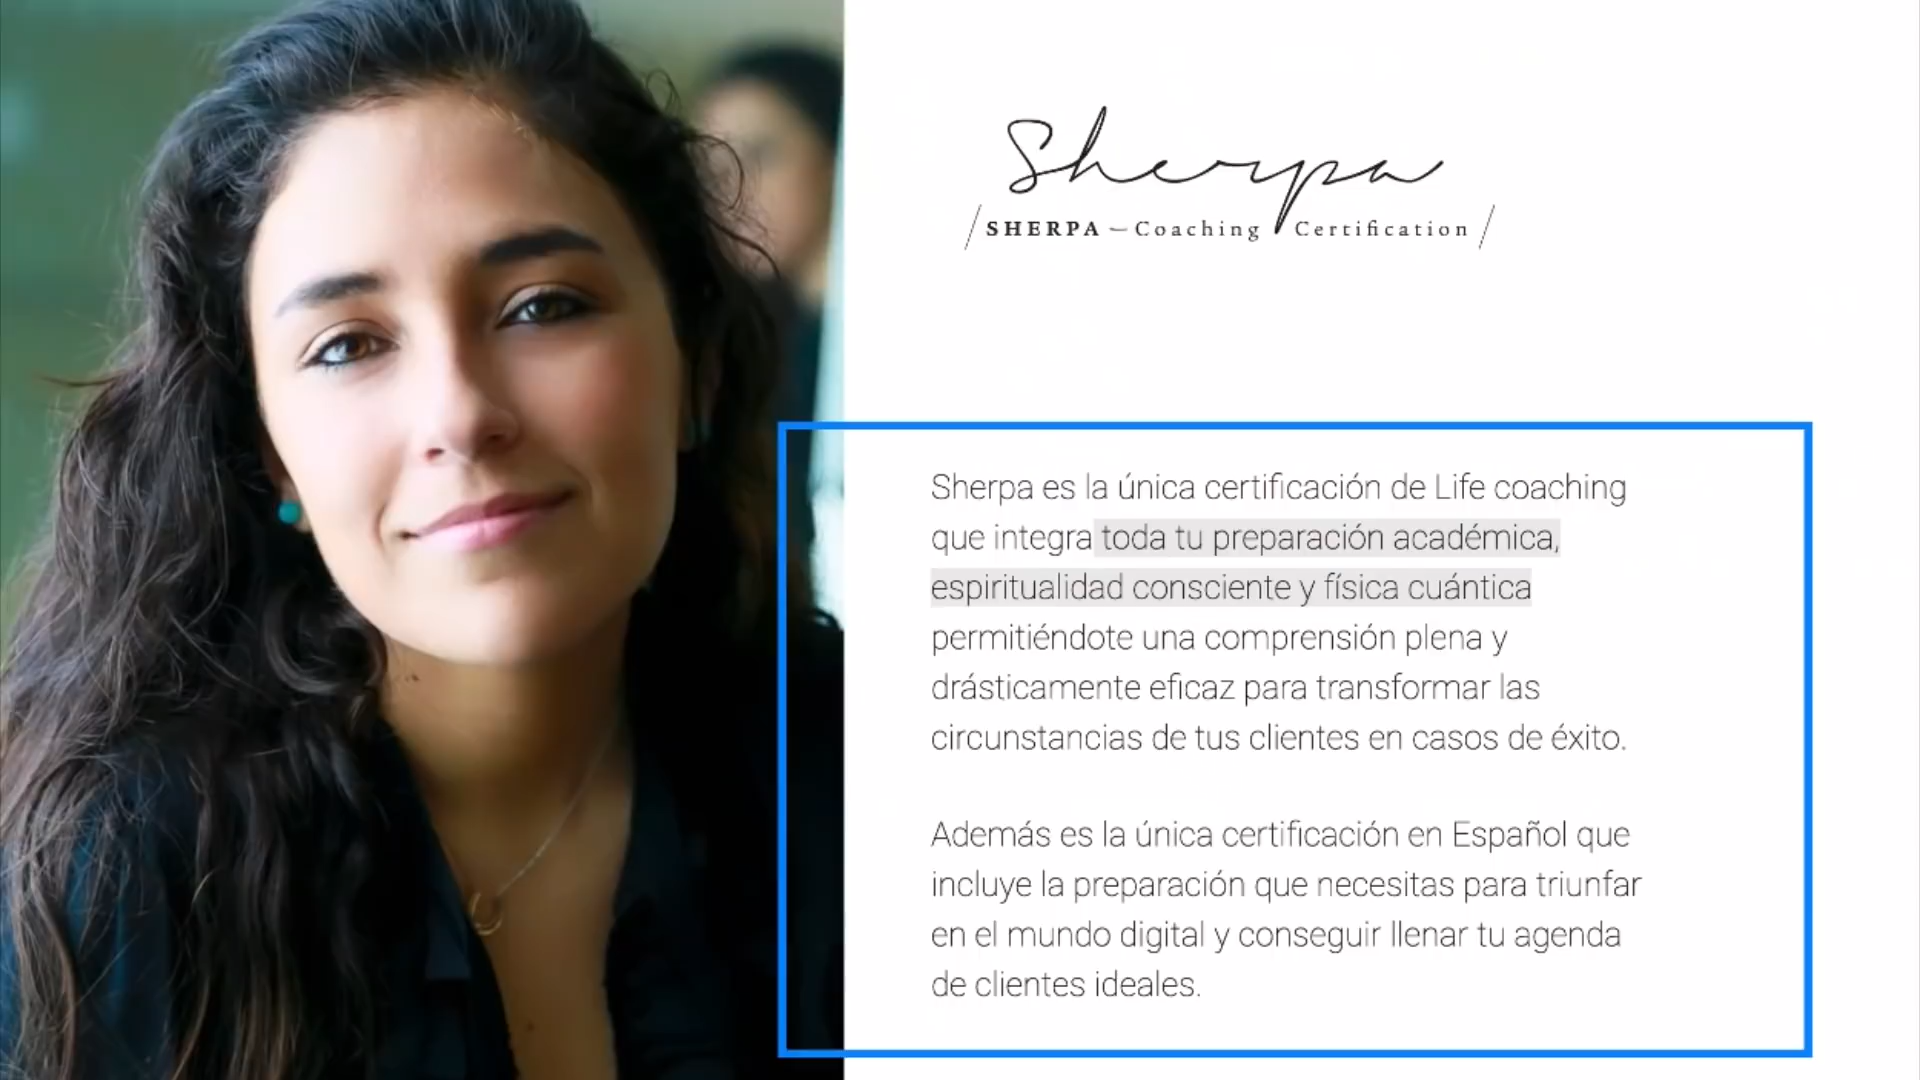 Sherpa
/ SHERPA — Coaching Certification /
Sherpa es la única certificación de Life coaching
que integra toda tu preparación académica,
espiritualidad consciente y física cuántica
permitiéndote una comprensión plena y
drásticamente eficaz para transformar las
circunstancias de tus clientes en casos de éxito.
Además es la única certificación en Español que
incluye la preparación que necesitas para triunfar
en el mundo digital y conseguir llenar tu agenda
de clientes ideales.